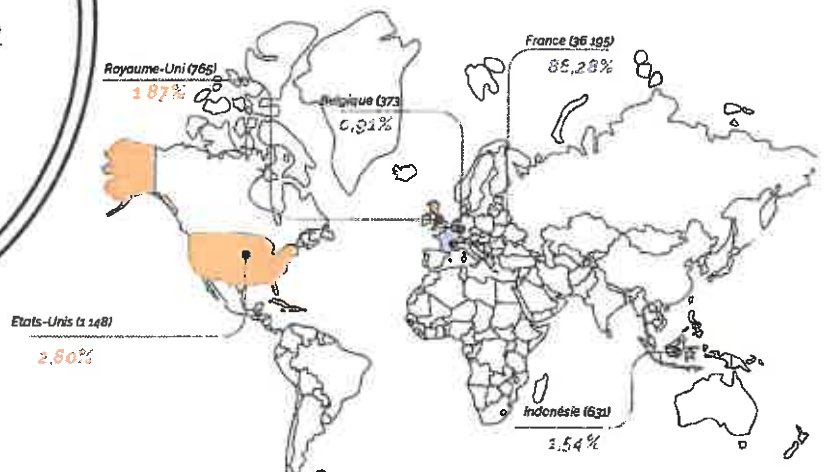 France (36 195)
88,28%
Royaume-Uni (765)
1 87%
Belgique (373
0,91%
Etats-Unis (1 148)
2,80%
Indonésie (631)
1,54%